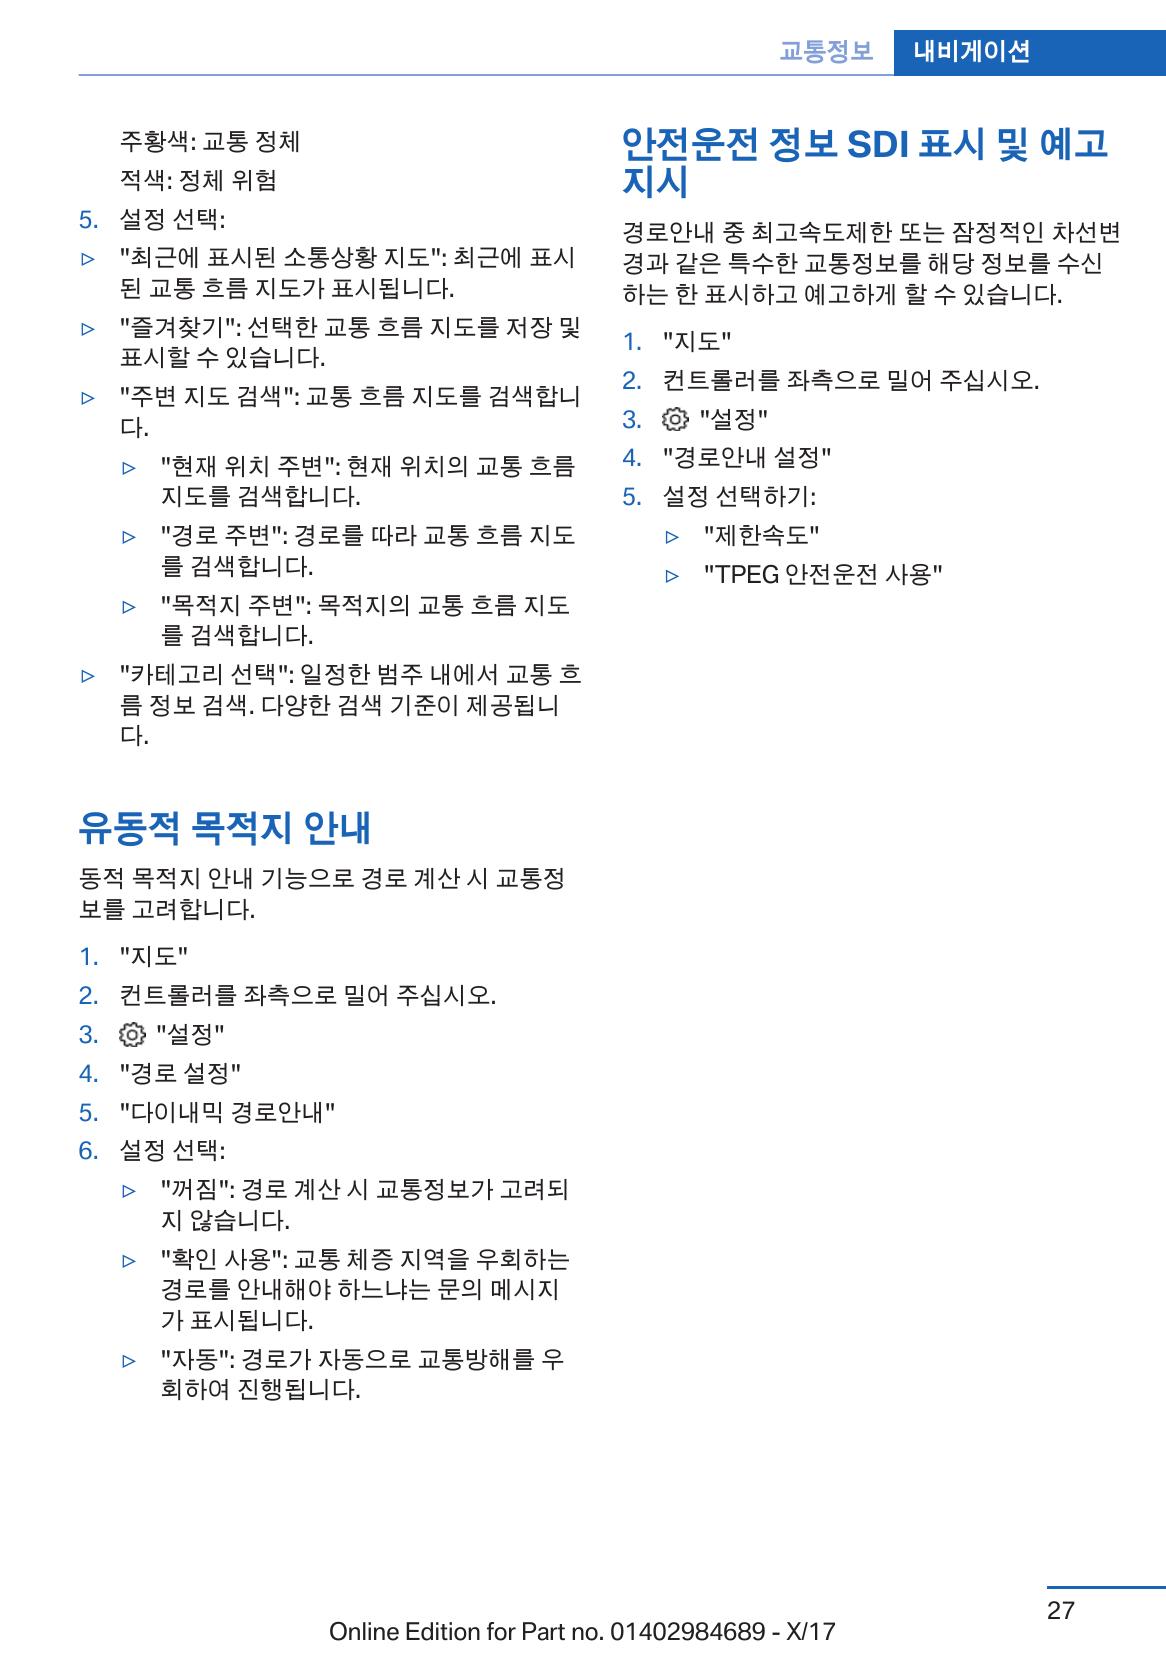 교통정보 내비게이션
주황색: 교통 정체
적색: 정체 위험
5. 설정 선택:
▷ "최근에 표시된 소통상황 지도": 최근에 표시
된 교통 흐름 지도가 표시됩니다.
▷ "즐겨찾기": 선택한 교통 흐름 지도를 저장 및
표시할 수 있습니다.
▷ "주변 지도 검색": 교통 흐름 지도를 검색합니
다.
▷ "현재 위치 주변": 현재 위치의 교통 흐름
지도를 검색합니다.
▷ "경로 주변": 경로를 따라 교통 흐름 지도
를 검색합니다.
▷ "목적지 주변": 목적지의 교통 흐름 지도
를 검색합니다.
▷ "카테고리 선택": 일정한 범주 내에서 교통 흐
름 정보 검색. 다양한 검색 기준이 제공됩니
다.
유동적 목적지 안내
동적 목적지 안내 기능으로 경로 계산 시 교통정
보를 고려합니다.
1. "지도"
2. 컨트롤러를 좌측으로 밀어 주십시오.
3. "설정"
4. "경로 설정"
5. "다이내믹 경로안내"
6. 설정 선택:
▷ "꺼짐": 경로 계산 시 교통정보가 고려되
지 않습니다.
▷ "확인 사용": 교통 체증 지역을 우회하는
경로를 안내해야 하느냐는 문의 메시지
가 표시됩니다.
▷ "자동": 경로가 자동으로 교통방해를 우
회하여 진행됩니다.
안전운전 정보 SDI 표시 및 예고
지시
경로안내 중 최고속도제한 또는 잠정적인 차선변
경과 같은 특수한 교통정보를 해당 정보를 수신
하는 한 표시하고 예고하게 할 수 있습니다.
1. "지도"
2. 컨트롤러를 좌측으로 밀어 주십시오.
3. "설정"
4. "경로안내 설정"
5. 설정 선택하기:
▷ "제한속도"
▷ "TPEG 안전운전 사용"
27
Online Edition for Part no. 01402984689 - X/17